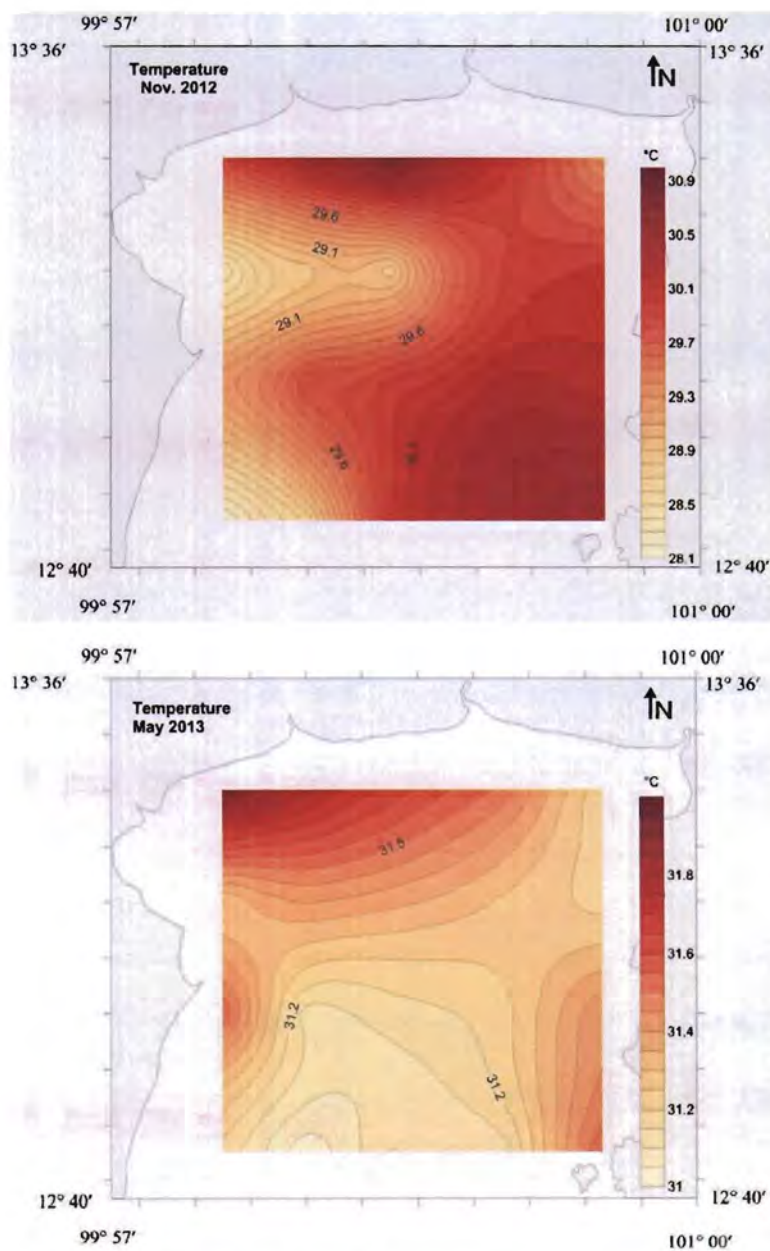 99° 57′ 101° 00′
13° 36′ 13° 36′
Temperature
Nov. 2012
N
°C
30.9
30.5
30.1
29.7
29.3
28.9
28.5
28.1
29.6
29.1
29.1
29.6
29.6
12° 40′ 12° 40′
99° 57′ 101° 00′
99° 57′ 101° 00′
13° 36′ 13° 36′
Temperature
May 2013
N
°C
31.8
31.6
31.4
31.2
31
31.5
31.2
31.2
12° 40′ 12° 40′
99° 57′ 101° 00′